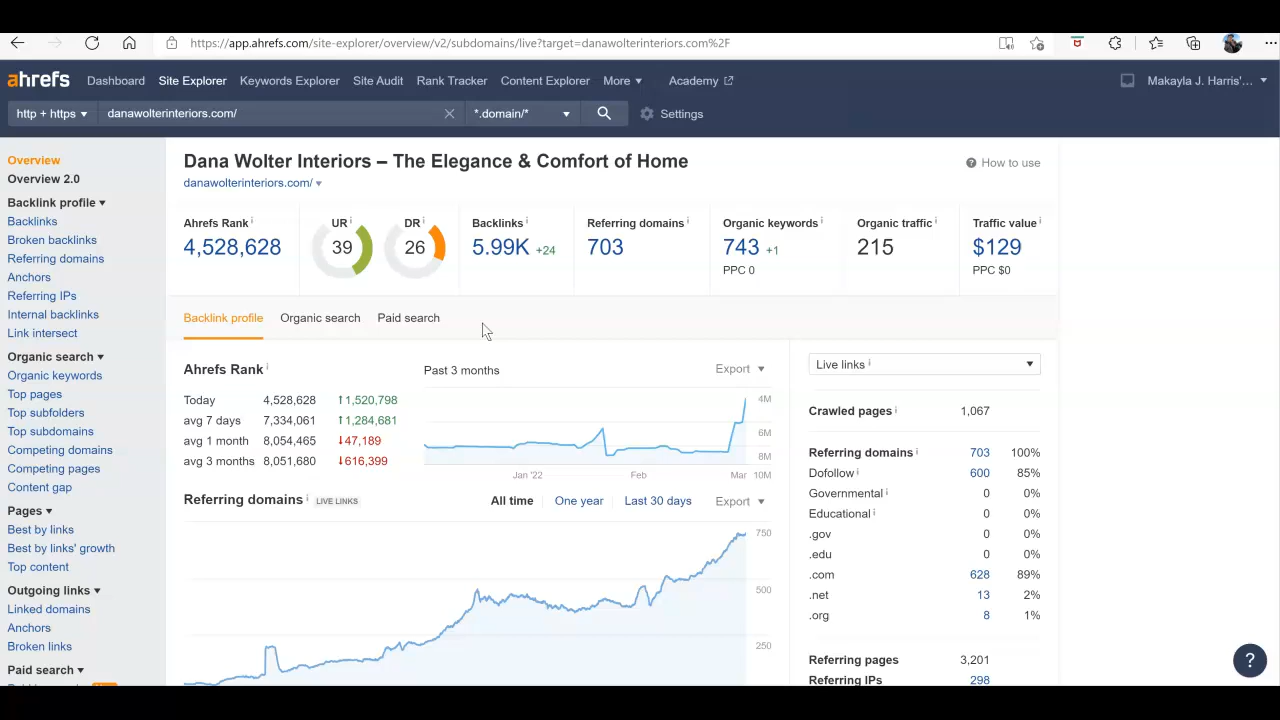 https://app.ahrefs.com/site-explorer/overview/v2/subdomains/live?target=danawolterinteriors.com%2F
ahrefs Dashboard Site Explorer Keywords Explorer Site Audit Rank Tracker Content Explorer More Academy Makayla J. Harris'...
http + https danawolterinteriors.com/ *.domain/* Settings
Overview
Overview 2.0
Backlink profile
Backlinks
Broken backlinks
Referring domains
Anchors
Referring IPs
Internal backlinks
Link intersect
Organic search
Organic keywords
Top pages
Top subfolders
Top subdomains
Competing domains
Competing pages
Content gap
Pages
Best by links
Best by links' growth
Top content
Outgoing links
Linked domains
Anchors
Broken links
Paid search
Dana Wolter Interiors – The Elegance & Comfort of Home
How to use
danawolterinteriors.com/
Ahrefs Rank UR DR Backlinks Referring domains Organic keywords Organic traffic Traffic value
4,528,628 39 26 5.99K +24 703 743 +1 215 $129
PPC 0 PPC $0
Backlink profile Organic search Paid search
Ahrefs Rank
Today 4,528,628 ↑1,520,798
avg 7 days 7,334,061 ↑1,284,681
avg 1 month 8,054,465 ↓47,189
avg 3 months 8,051,680 ↓616,399
Past 3 months Export
4M
6M
8M
Jan '22 Feb Mar 10M
Referring domains LIVE LINKS All time One year Last 30 days Export
750
500
250
Live links
Crawled pages 1,067
Referring domains 703 100%
Dofollow 600 85%
Governmental 0 0%
Educational 0 0%
.gov 0 0%
.edu 0 0%
.com 628 89%
.net 13 2%
.org 8 1%
Referring pages 3,201
Referring IPs 298
?